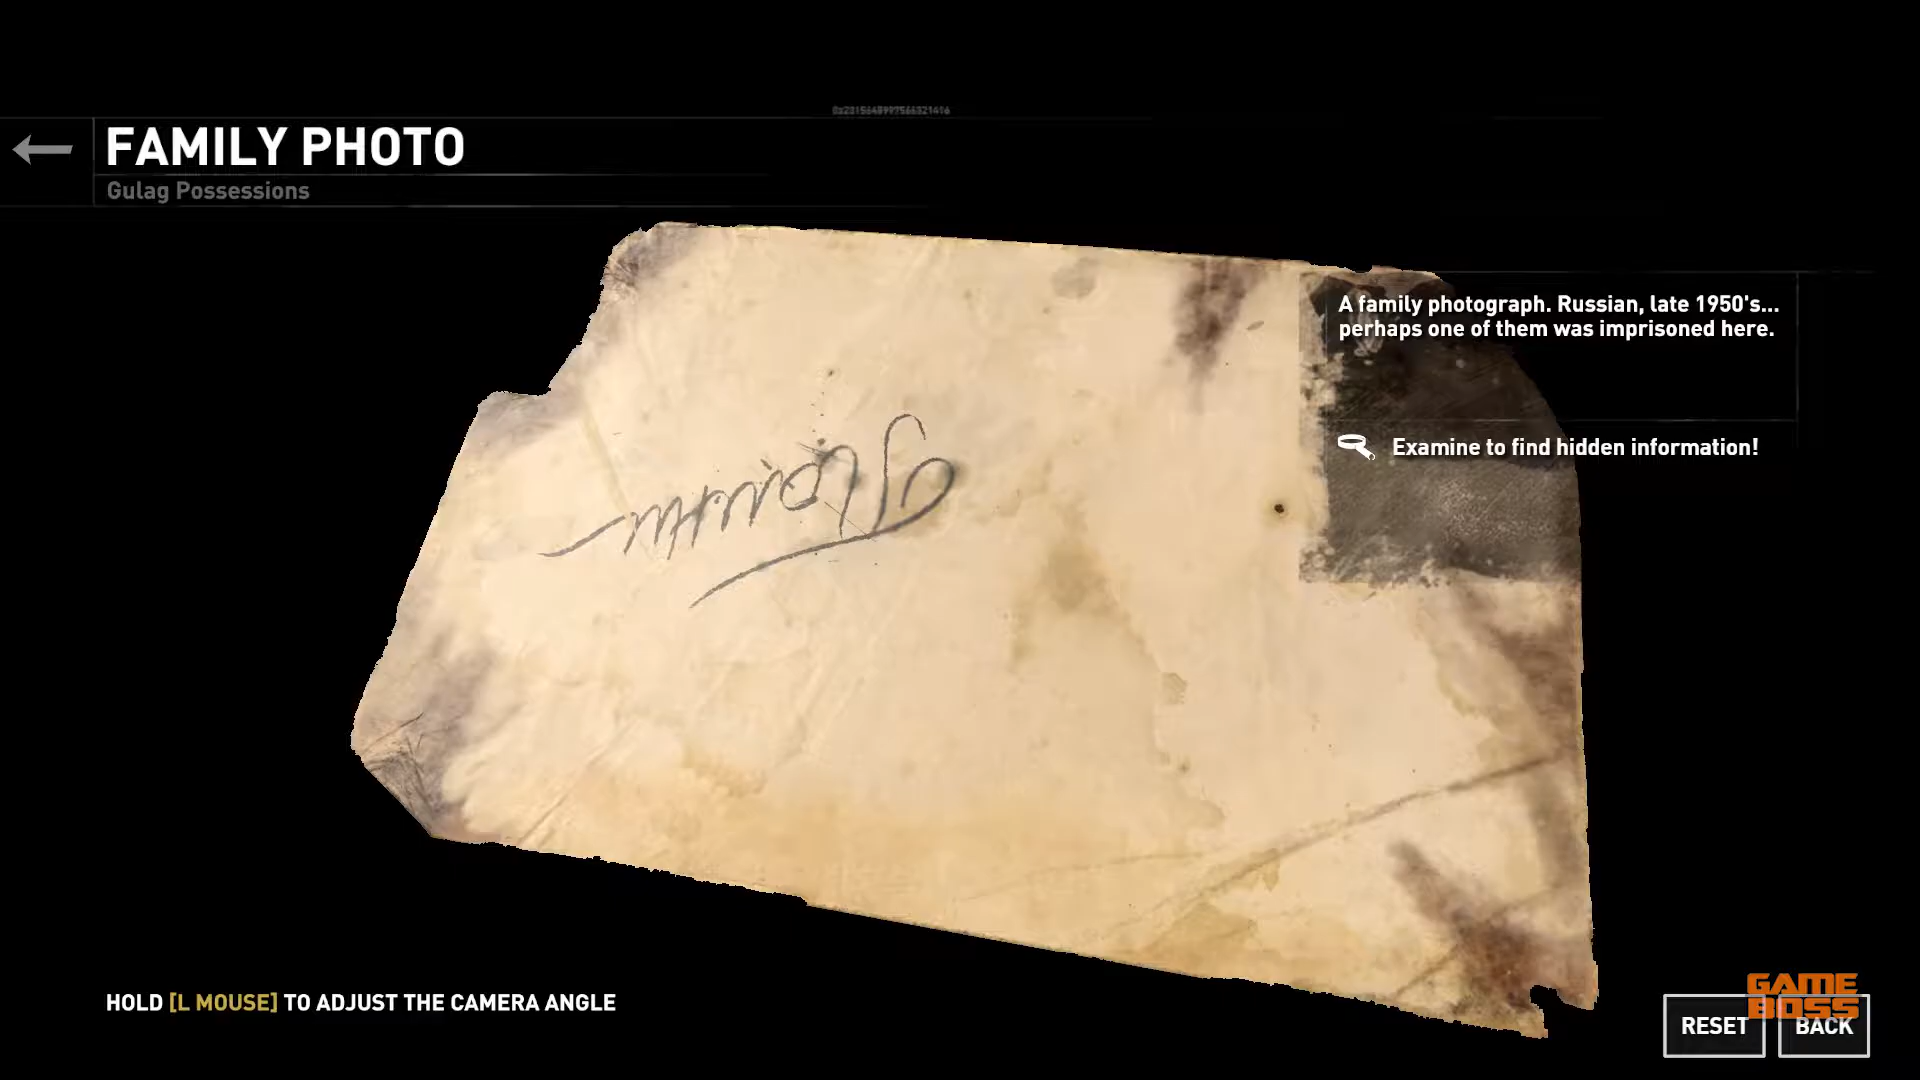 0x2315648997566321416
FAMILY PHOTO
Gulag Possessions
A family photograph. Russian, late 1950's...
perhaps one of them was imprisoned here.
Examine to find hidden information!
HOLD [L MOUSE] TO ADJUST THE CAMERA ANGLE
GAME
BOSS
RESET
BACK